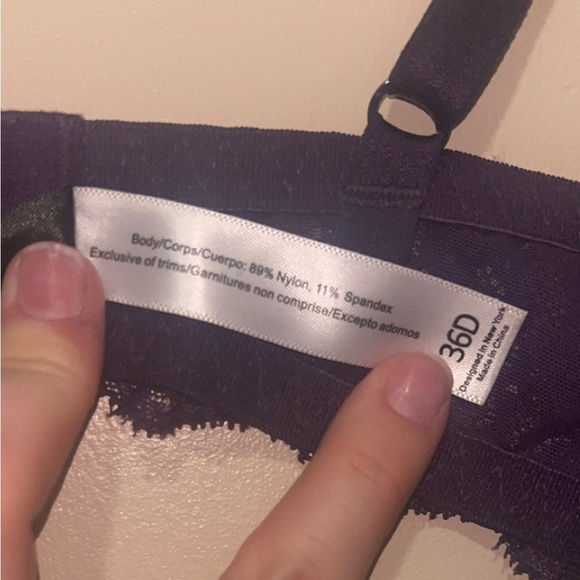 Body/Corps/Cuerpo: 89% Nylon, 11% Spandex
Exclusive of trims/Garnitures non comprise/Excepto adornos
36D
Designed in New York
Made in China